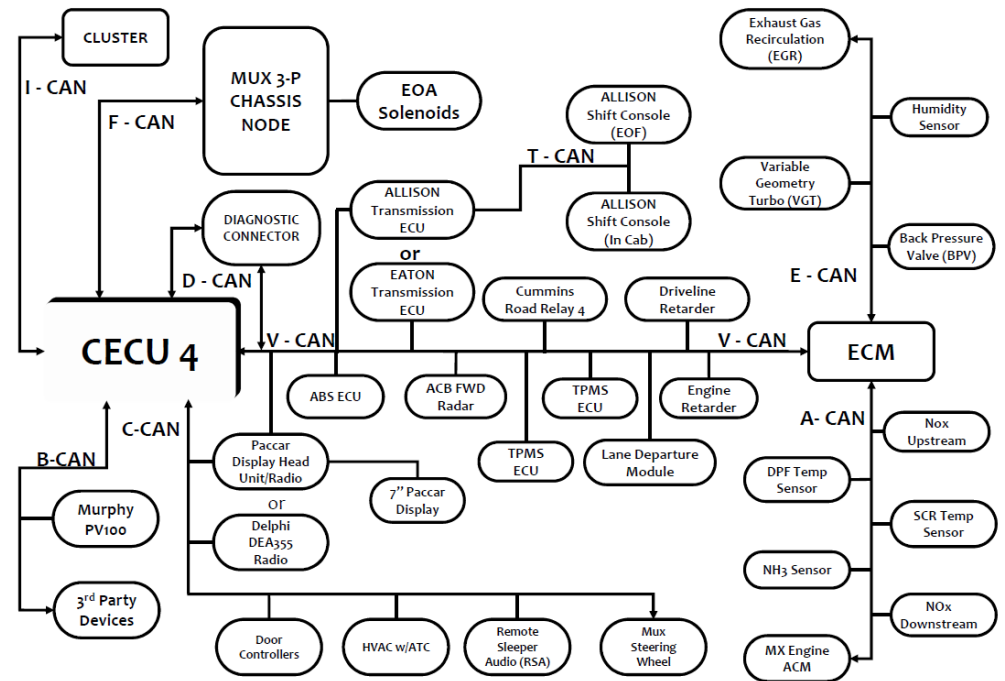 CLUSTER
I - CAN
F - CAN
MUX 3-P
CHASSIS
NODE
EOA
Solenoids
DIAGNOSTIC
CONNECTOR
D - CAN
ALLISON
Transmission
ECU
or
EATON
Transmission
ECU
T - CAN
ALLISON
Shift Console
(EOF)
ALLISON
Shift Console
(In Cab)
Exhaust Gas
Recirculation
(EGR)
Humidity
Sensor
Variable
Geometry
Turbo (VGT)
Back Pressure
Valve (BPV)
E - CAN
CECU 4
V - CAN
Cummins
Road Relay 4
Driveline
Retarder
V - CAN
ECM
ABS ECU
ACB FWD
Radar
TPMS
ECU
Engine
Retarder
TPMS
ECU
Lane Departure
Module
A- CAN
Nox
Upstream
DPF Temp
Sensor
SCR Temp
Sensor
NH3 Sensor
NOx
Downstream
MX Engine
ACM
C-CAN
B-CAN
Paccar
Display Head
Unit/Radio
or
Delphi
DEA355
Radio
7” Paccar
Display
Murphy
PV100
3rd Party
Devices
Door
Controllers
HVAC w/ATC
Remote
Sleeper
Audio (RSA)
Mux
Steering
Wheel